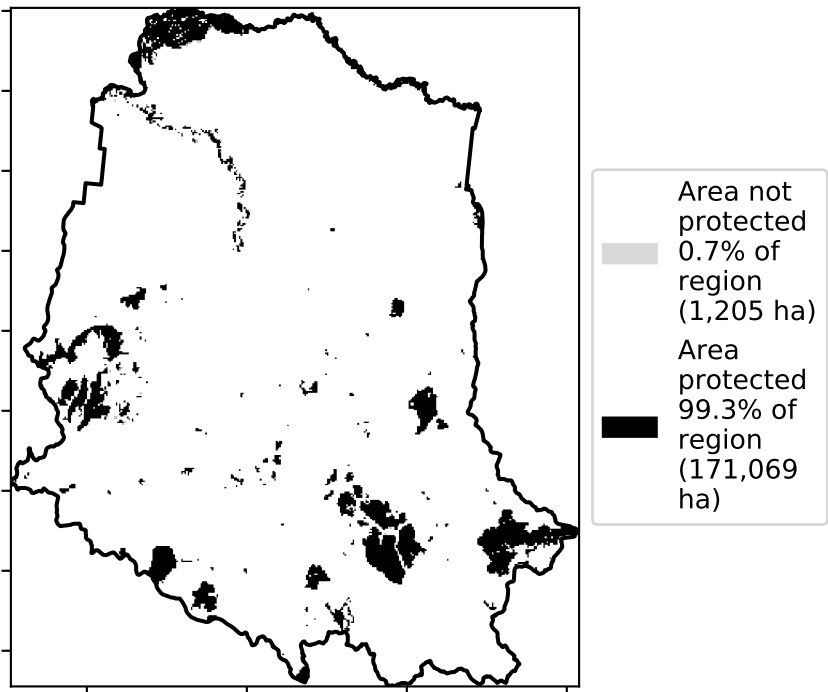 Area not
protected
0.7% of
region
(1,205 ha)
Area
protected
99.3% of
region
(171,069
ha)